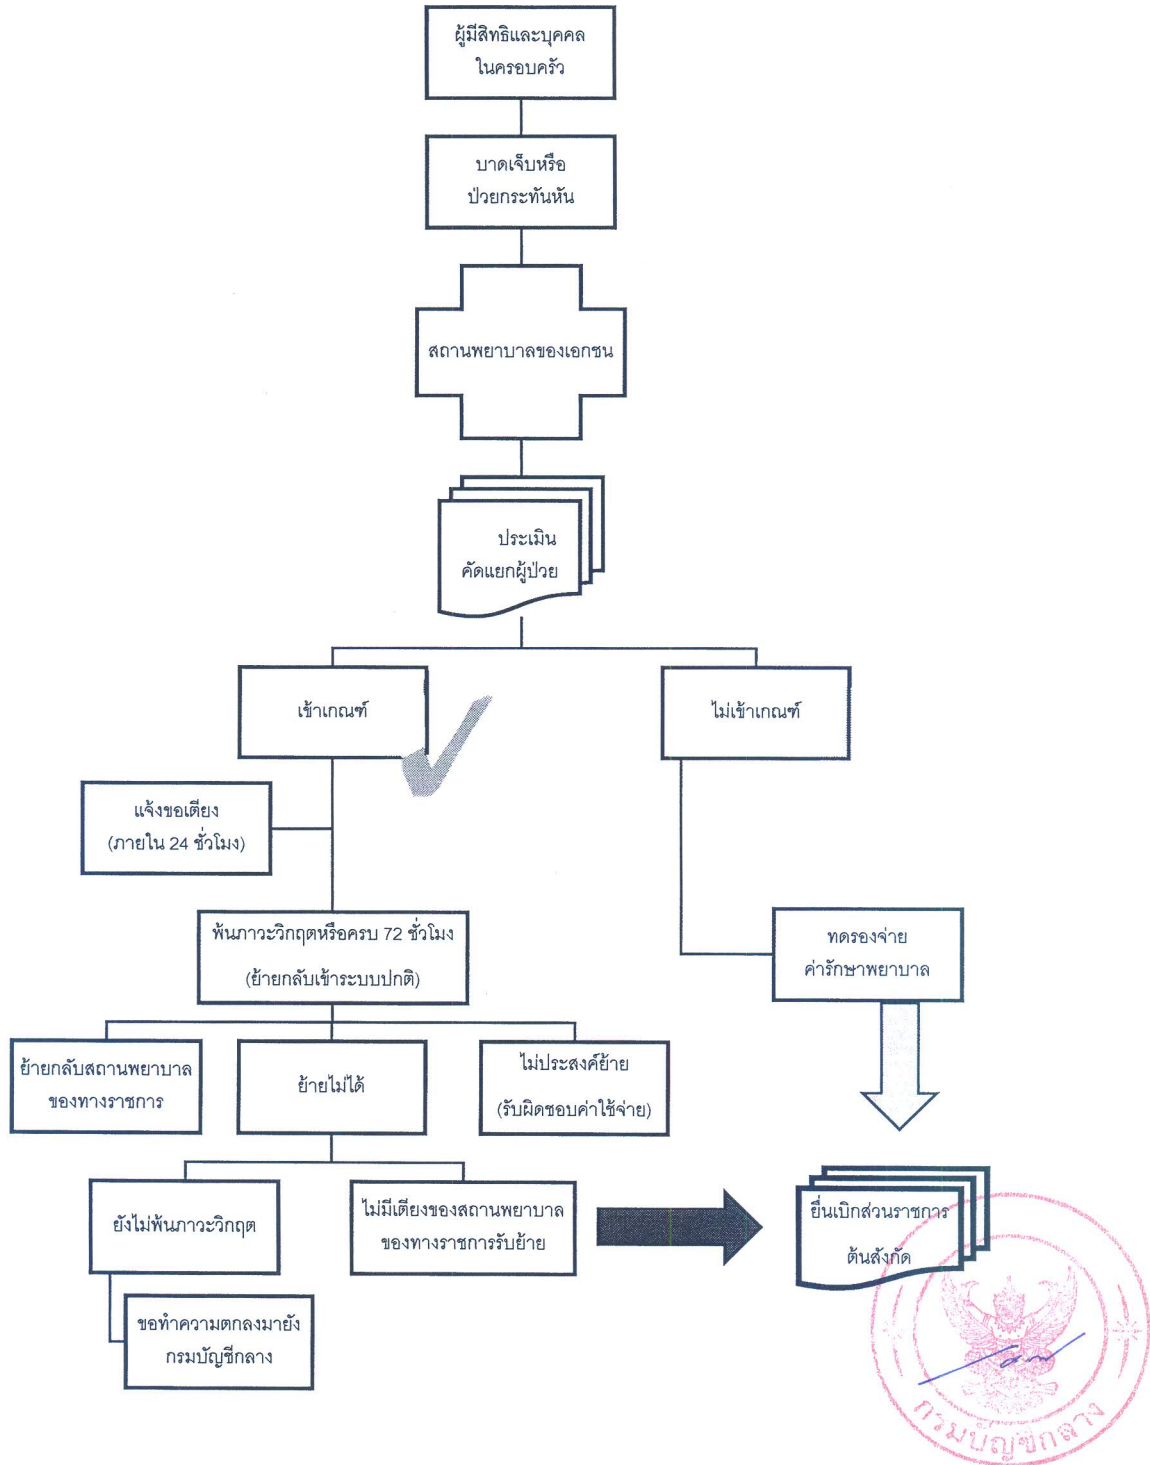 ผู้มีสิทธิและบุคคล
ในครอบครัว
บาดเจ็บหรือ
ป่วยกระทันหัน
สถานพยาบาลของเอกชน
ประเมิน
คัดแยกผู้ป่วย
เข้าเกณฑ์
ไม่เข้าเกณฑ์
แจ้งขอเตียง
(ภายใน 24 ชั่วโมง)
พ้นภาวะวิกฤตหรือครบ 72 ชั่วโมง
(ย้ายกลับเข้าระบบปกติ)
ทดรองจ่าย
ค่ารักษาพยาบาล
ย้ายกลับสถานพยาบาล
ของทางราชการ
ย้ายไม่ได้
ไม่ประสงค์ย้าย
(รับผิดชอบค่าใช้จ่าย)
ยังไม่พ้นภาวะวิกฤต
ไม่มีเตียงของสถานพยาบาล
ของทางราชการรับย้าย
ยื่นเบิกส่วนราชการ
ต้นสังกัด
ขอทำความตกลงมายัง
กรมบัญชีกลาง
กรมบัญชีกลาง